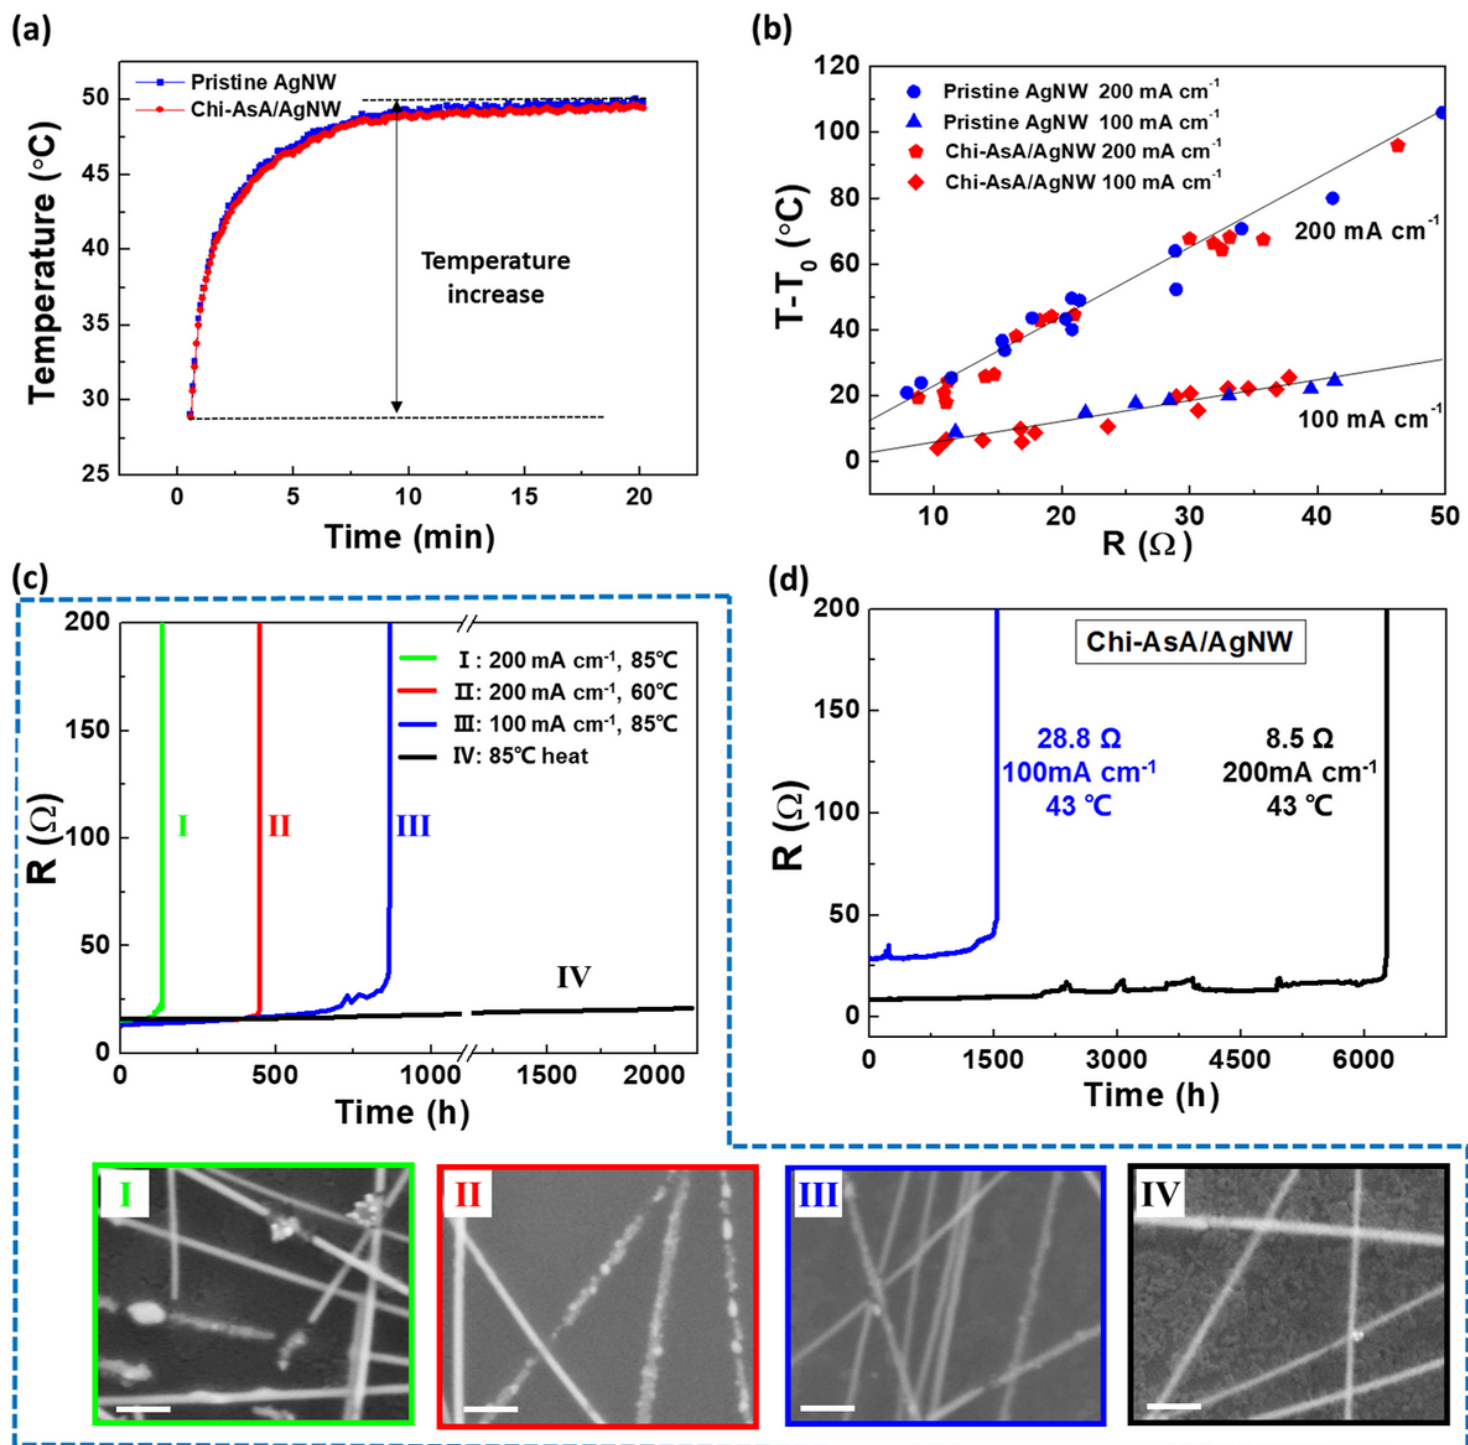 (a)
Pristine AgNW
Chi-AsA/AgNW
50
45
40
35
30
25
Temperature (°C)
Temperature
increase
0
5
10
15
20
Time (min)
(b)
120
100
80
60
40
20
0
T-T0 (°C)
Pristine AgNW 200 mA cm-1
Pristine AgNW 100 mA cm-1
Chi-AsA/AgNW 200 mA cm-1
Chi-AsA/AgNW 100 mA cm-1
200 mA cm-1
100 mA cm-1
10
20
30
40
50
R (Ω)
(c)
200
150
100
50
0
R (Ω)
I : 200 mA cm-1, 85℃
II: 200 mA cm-1, 60℃
III: 100 mA cm-1, 85℃
IV: 85℃ heat
I
II
III
IV
0
500
1000
1500
2000
Time (h)
(d)
200
150
100
50
0
R (Ω)
Chi-AsA/AgNW
28.8 Ω
100mA cm-1
43 ℃
8.5 Ω
200mA cm-1
43 ℃
0
1500
3000
4500
6000
Time (h)
I
II
III
IV